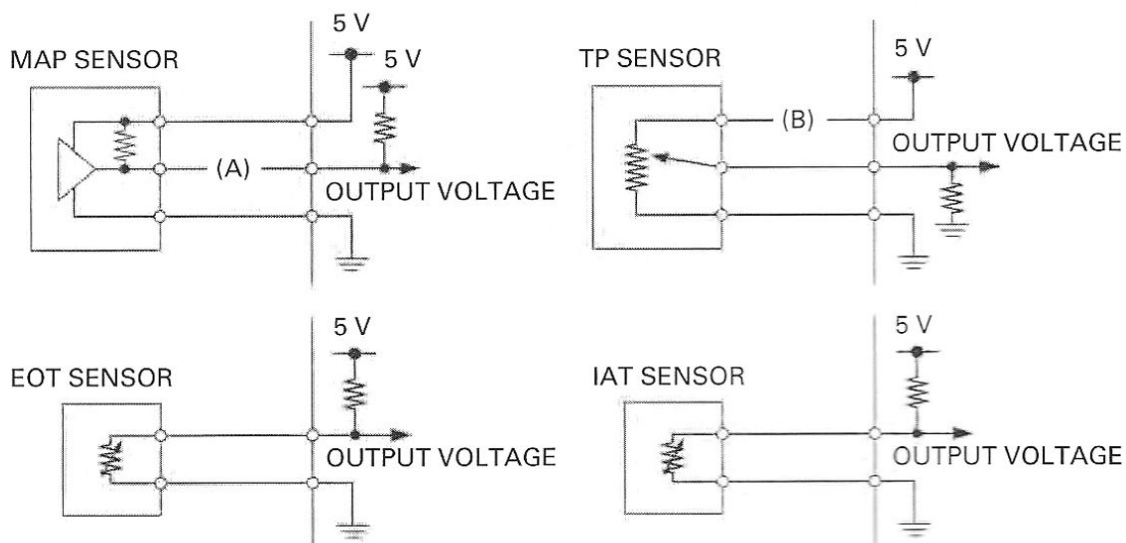 MAP SENSOR
5 V
5 V
(A)
OUTPUT VOLTAGE
TP SENSOR
5 V
(B)
OUTPUT VOLTAGE
EOT SENSOR
5 V
OUTPUT VOLTAGE
IAT SENSOR
5 V
OUTPUT VOLTAGE